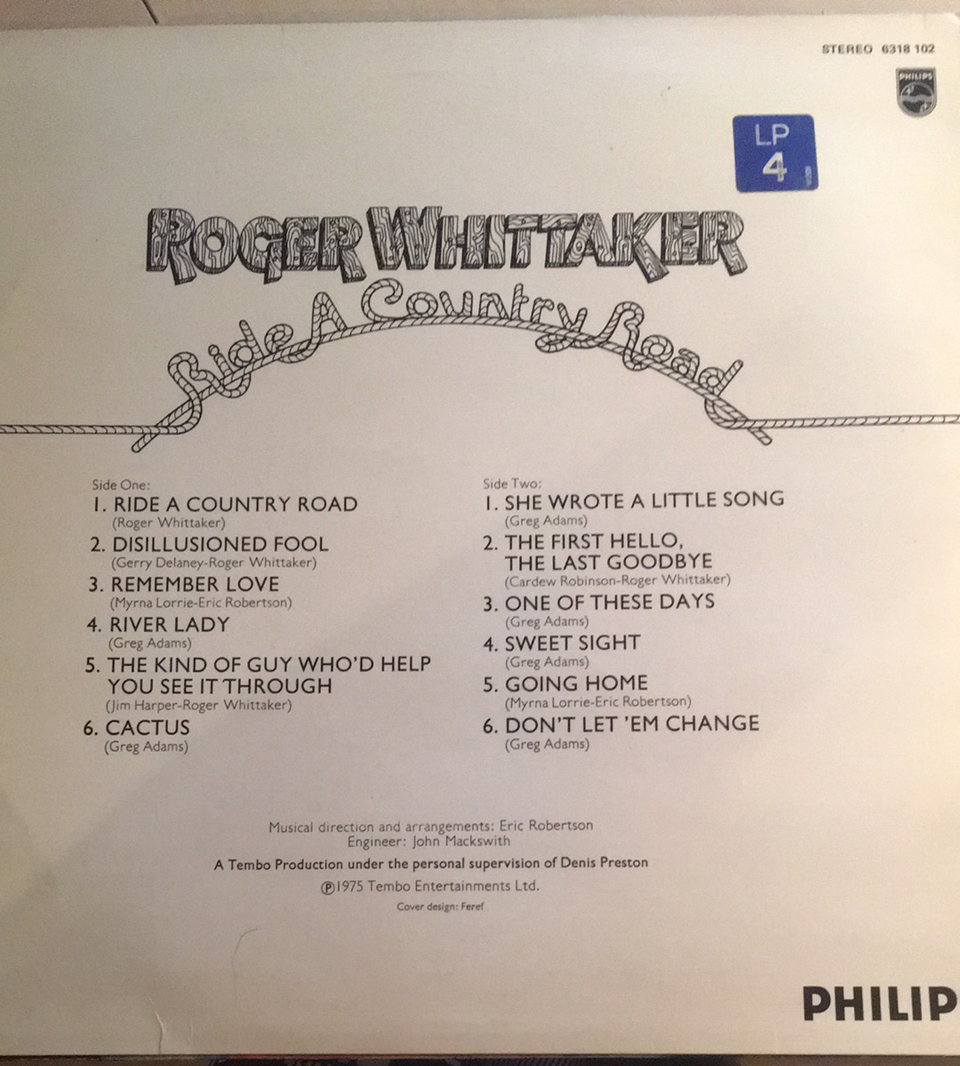 STEREO 6318 102
PHILIPS
LP
4
ROGER WHITTAKER
Ride A Country Road
Side One:
1. RIDE A COUNTRY ROAD
(Roger Whittaker)
2. DISILLUSIONED FOOL
(Gerry Delaney-Roger Whittaker)
3. REMEMBER LOVE
(Myrna Lorrie-Eric Robertson)
4. RIVER LADY
(Greg Adams)
5. THE KIND OF GUY WHO'D HELP
YOU SEE IT THROUGH
(Jim Harper-Roger Whittaker)
6. CACTUS
(Greg Adams)
Side Two:
1. SHE WROTE A LITTLE SONG
(Greg Adams)
2. THE FIRST HELLO,
THE LAST GOODBYE
(Cardew Robinson-Roger Whittaker)
3. ONE OF THESE DAYS
(Greg Adams)
4. SWEET SIGHT
(Greg Adams)
5. GOING HOME
(Myrna Lorrie-Eric Robertson)
6. DON'T LET 'EM CHANGE
(Greg Adams)
Musical direction and arrangements: Eric Robertson
Engineer: John Mackswith
A Tembo Production under the personal supervision of Denis Preston
Ⓟ1975 Tembo Entertainments Ltd.
Cover design: Feref
PHILIP